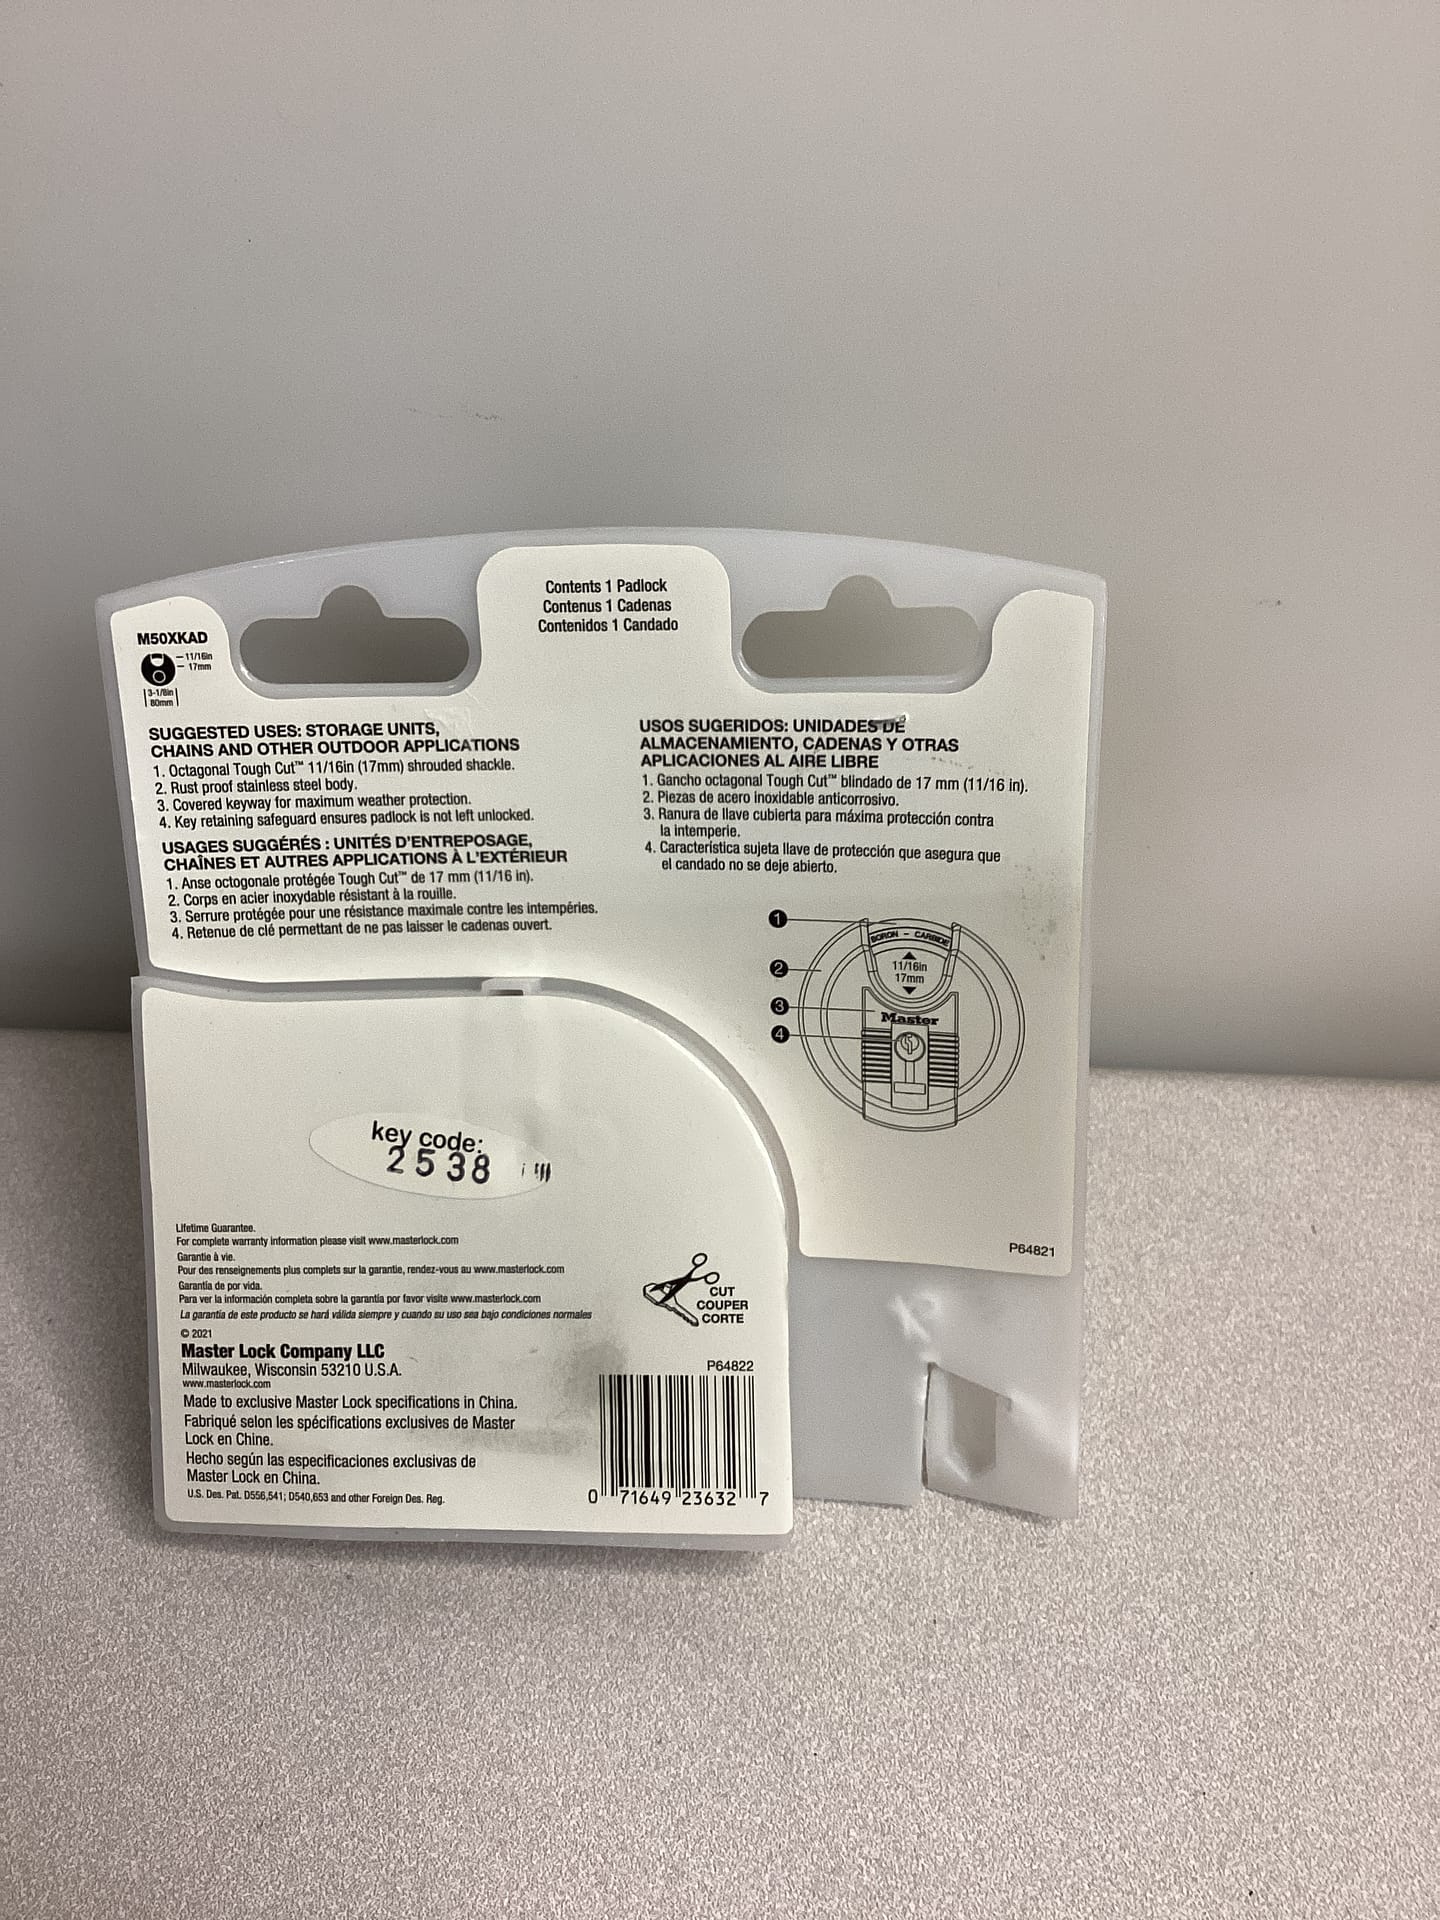 Contents 1 Padlock
Contenus 1 Cadenas
Contenidos 1 Candado
M50XKAD
11/16in
17mm
3-1/8in
80mm
SUGGESTED USES: STORAGE UNITS,
CHAINS AND OTHER OUTDOOR APPLICATIONS
1. Octagonal Tough Cut™ 11/16in (17mm) shrouded shackle.
2. Rust proof stainless steel body.
3. Covered keyway for maximum weather protection.
4. Key retaining safeguard ensures padlock is not left unlocked.
USAGES SUGGÉRÉS : UNITÉS D'ENTREPOSAGE,
CHAÎNES ET AUTRES APPLICATIONS À L'EXTÉRIEUR
1. Anse octogonale protégée Tough Cut™ de 17 mm (11/16 in).
2. Corps en acier inoxydable résistant à la rouille.
3. Serrure protégée pour une résistance maximale contre les intempéries.
4. Retenue de clé permettant de ne pas laisser le cadenas ouvert.
USOS SUGERIDOS: UNIDADES DE
ALMACENAMIENTO, CADENAS Y OTRAS
APLICACIONES AL AIRE LIBRE
1. Gancho octagonal Tough Cut™ blindado de 17 mm (11/16 in).
2. Piezas de acero inoxidable anticorrosivo.
3. Ranura de llave cubierta para máxima protección contra
la intemperie.
4. Característica sujeta llave de protección que asegura que
el candado no se deje abierto.
1
BORON - CARBIDE
2
11/16in
17mm
3
Master
4
P64821
key code:
2538
Lifetime Guarantee.
For complete warranty information please visit www.masterlock.com
Garantie à vie.
Pour des renseignements plus complets sur la garantie, rendez-vous au www.masterlock.com
Garantía de por vida.
Para ver la información completa sobre la garantía por favor visite www.masterlock.com
La garantía de este producto se hará válida siempre y cuando su uso sea bajo condiciones normales
© 2021
Master Lock Company LLC
Milwaukee, Wisconsin 53210 U.S.A.
www.masterlock.com
Made to exclusive Master Lock specifications in China.
Fabriqué selon les spécifications exclusives de Master
Lock en Chine.
Hecho según las especificaciones exclusivas de
Master Lock en China.
U.S. Des. Pat. D556,541; D540,653 and other Foreign Des. Reg.
CUT
COUPER
CORTE
P64822
0 71649 23632 7